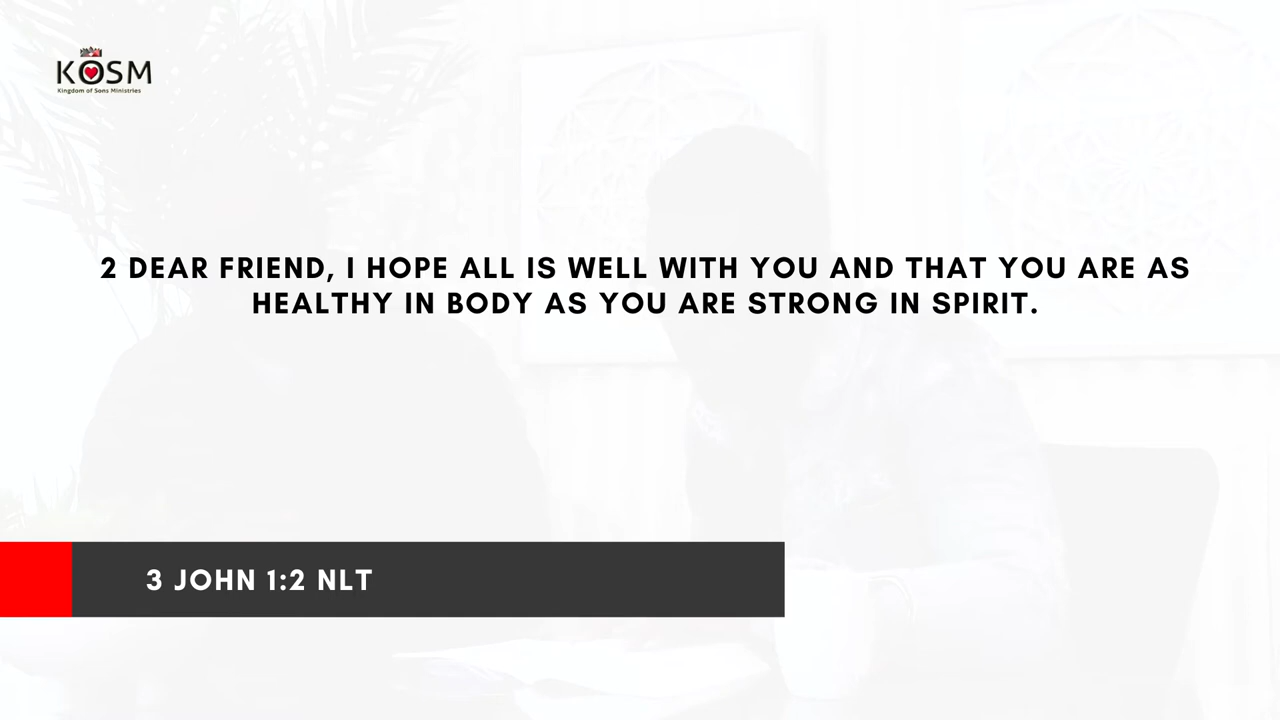 KOSM
Kingdom of Sons Ministries
2 DEAR FRIEND, I HOPE ALL IS WELL WITH YOU AND THAT YOU ARE AS
HEALTHY IN BODY AS YOU ARE STRONG IN SPIRIT.
3 JOHN 1:2 NLT